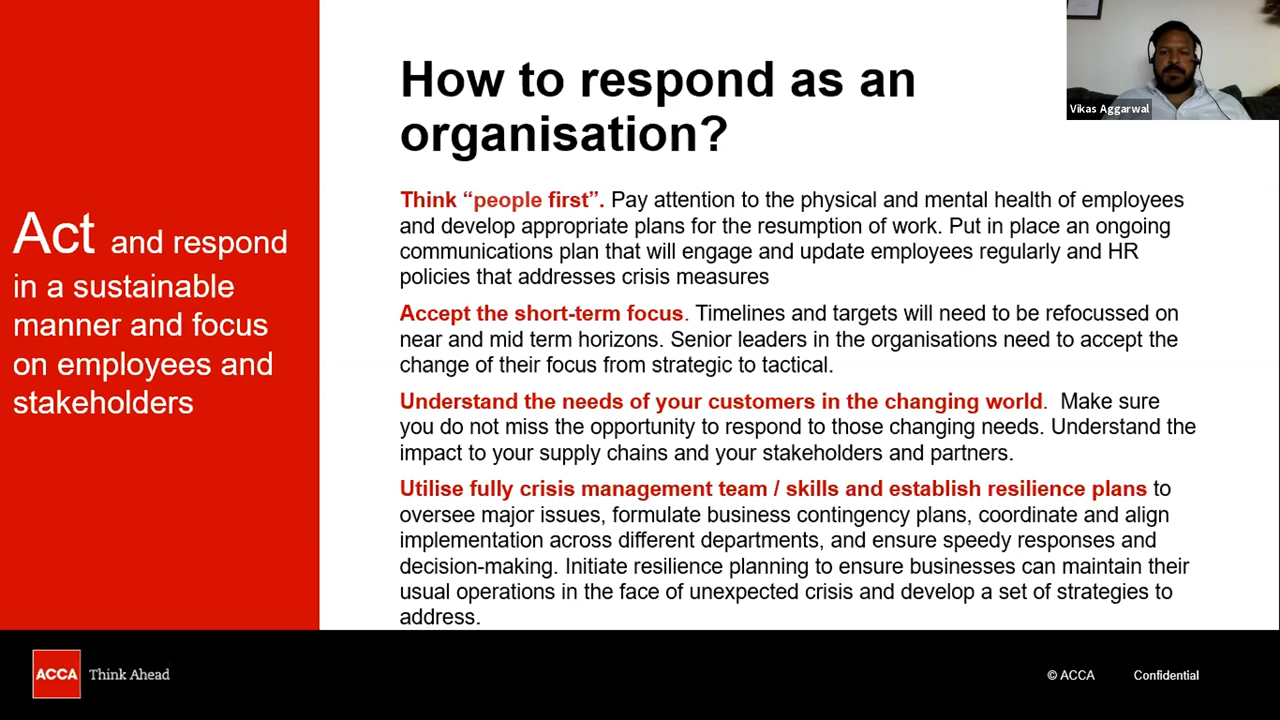 Act and respond
in a sustainable
manner and focus
on employees and
stakeholders
How to respond as an
organisation?
Think “people first”. Pay attention to the physical and mental health of employees
and develop appropriate plans for the resumption of work. Put in place an ongoing
communications plan that will engage and update employees regularly and HR
policies that addresses crisis measures
Accept the short-term focus. Timelines and targets will need to be refocussed on
near and mid term horizons. Senior leaders in the organisations need to accept the
change of their focus from strategic to tactical.
Understand the needs of your customers in the changing world. Make sure
you do not miss the opportunity to respond to those changing needs. Understand the
impact to your supply chains and your stakeholders and partners.
Utilise fully crisis management team / skills and establish resilience plans to
oversee major issues, formulate business contingency plans, coordinate and align
implementation across different departments, and ensure speedy responses and
decision-making. Initiate resilience planning to ensure businesses can maintain their
usual operations in the face of unexpected crisis and develop a set of strategies to
address.
Vikas Aggarwal
ACCA Think Ahead
© ACCA Confidential